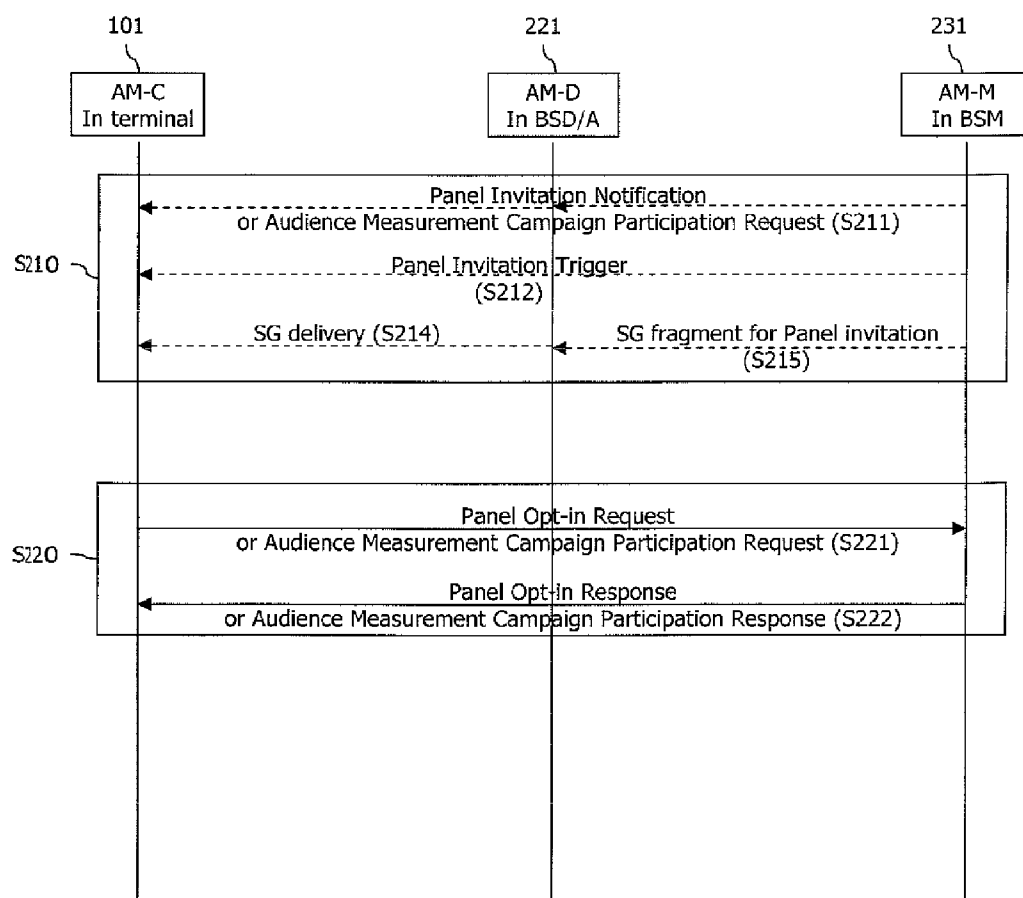 101
221
231
AM-C
In terminal
AM-D
In BSD/A
AM-M
In BSM
S210
Panel Invitation Notification
or Audience Measurement Campaign Participation Request (S211)
Panel Invitation Trigger
(S212)
SG delivery (S214)
SG fragment for Panel invitation
(S215)
S220
Panel Opt-in Request
or Audience Measurement Campaign Participation Request (S221)
Panel Opt-in Response
or Audience Measurement Campaign Participation Response (S222)